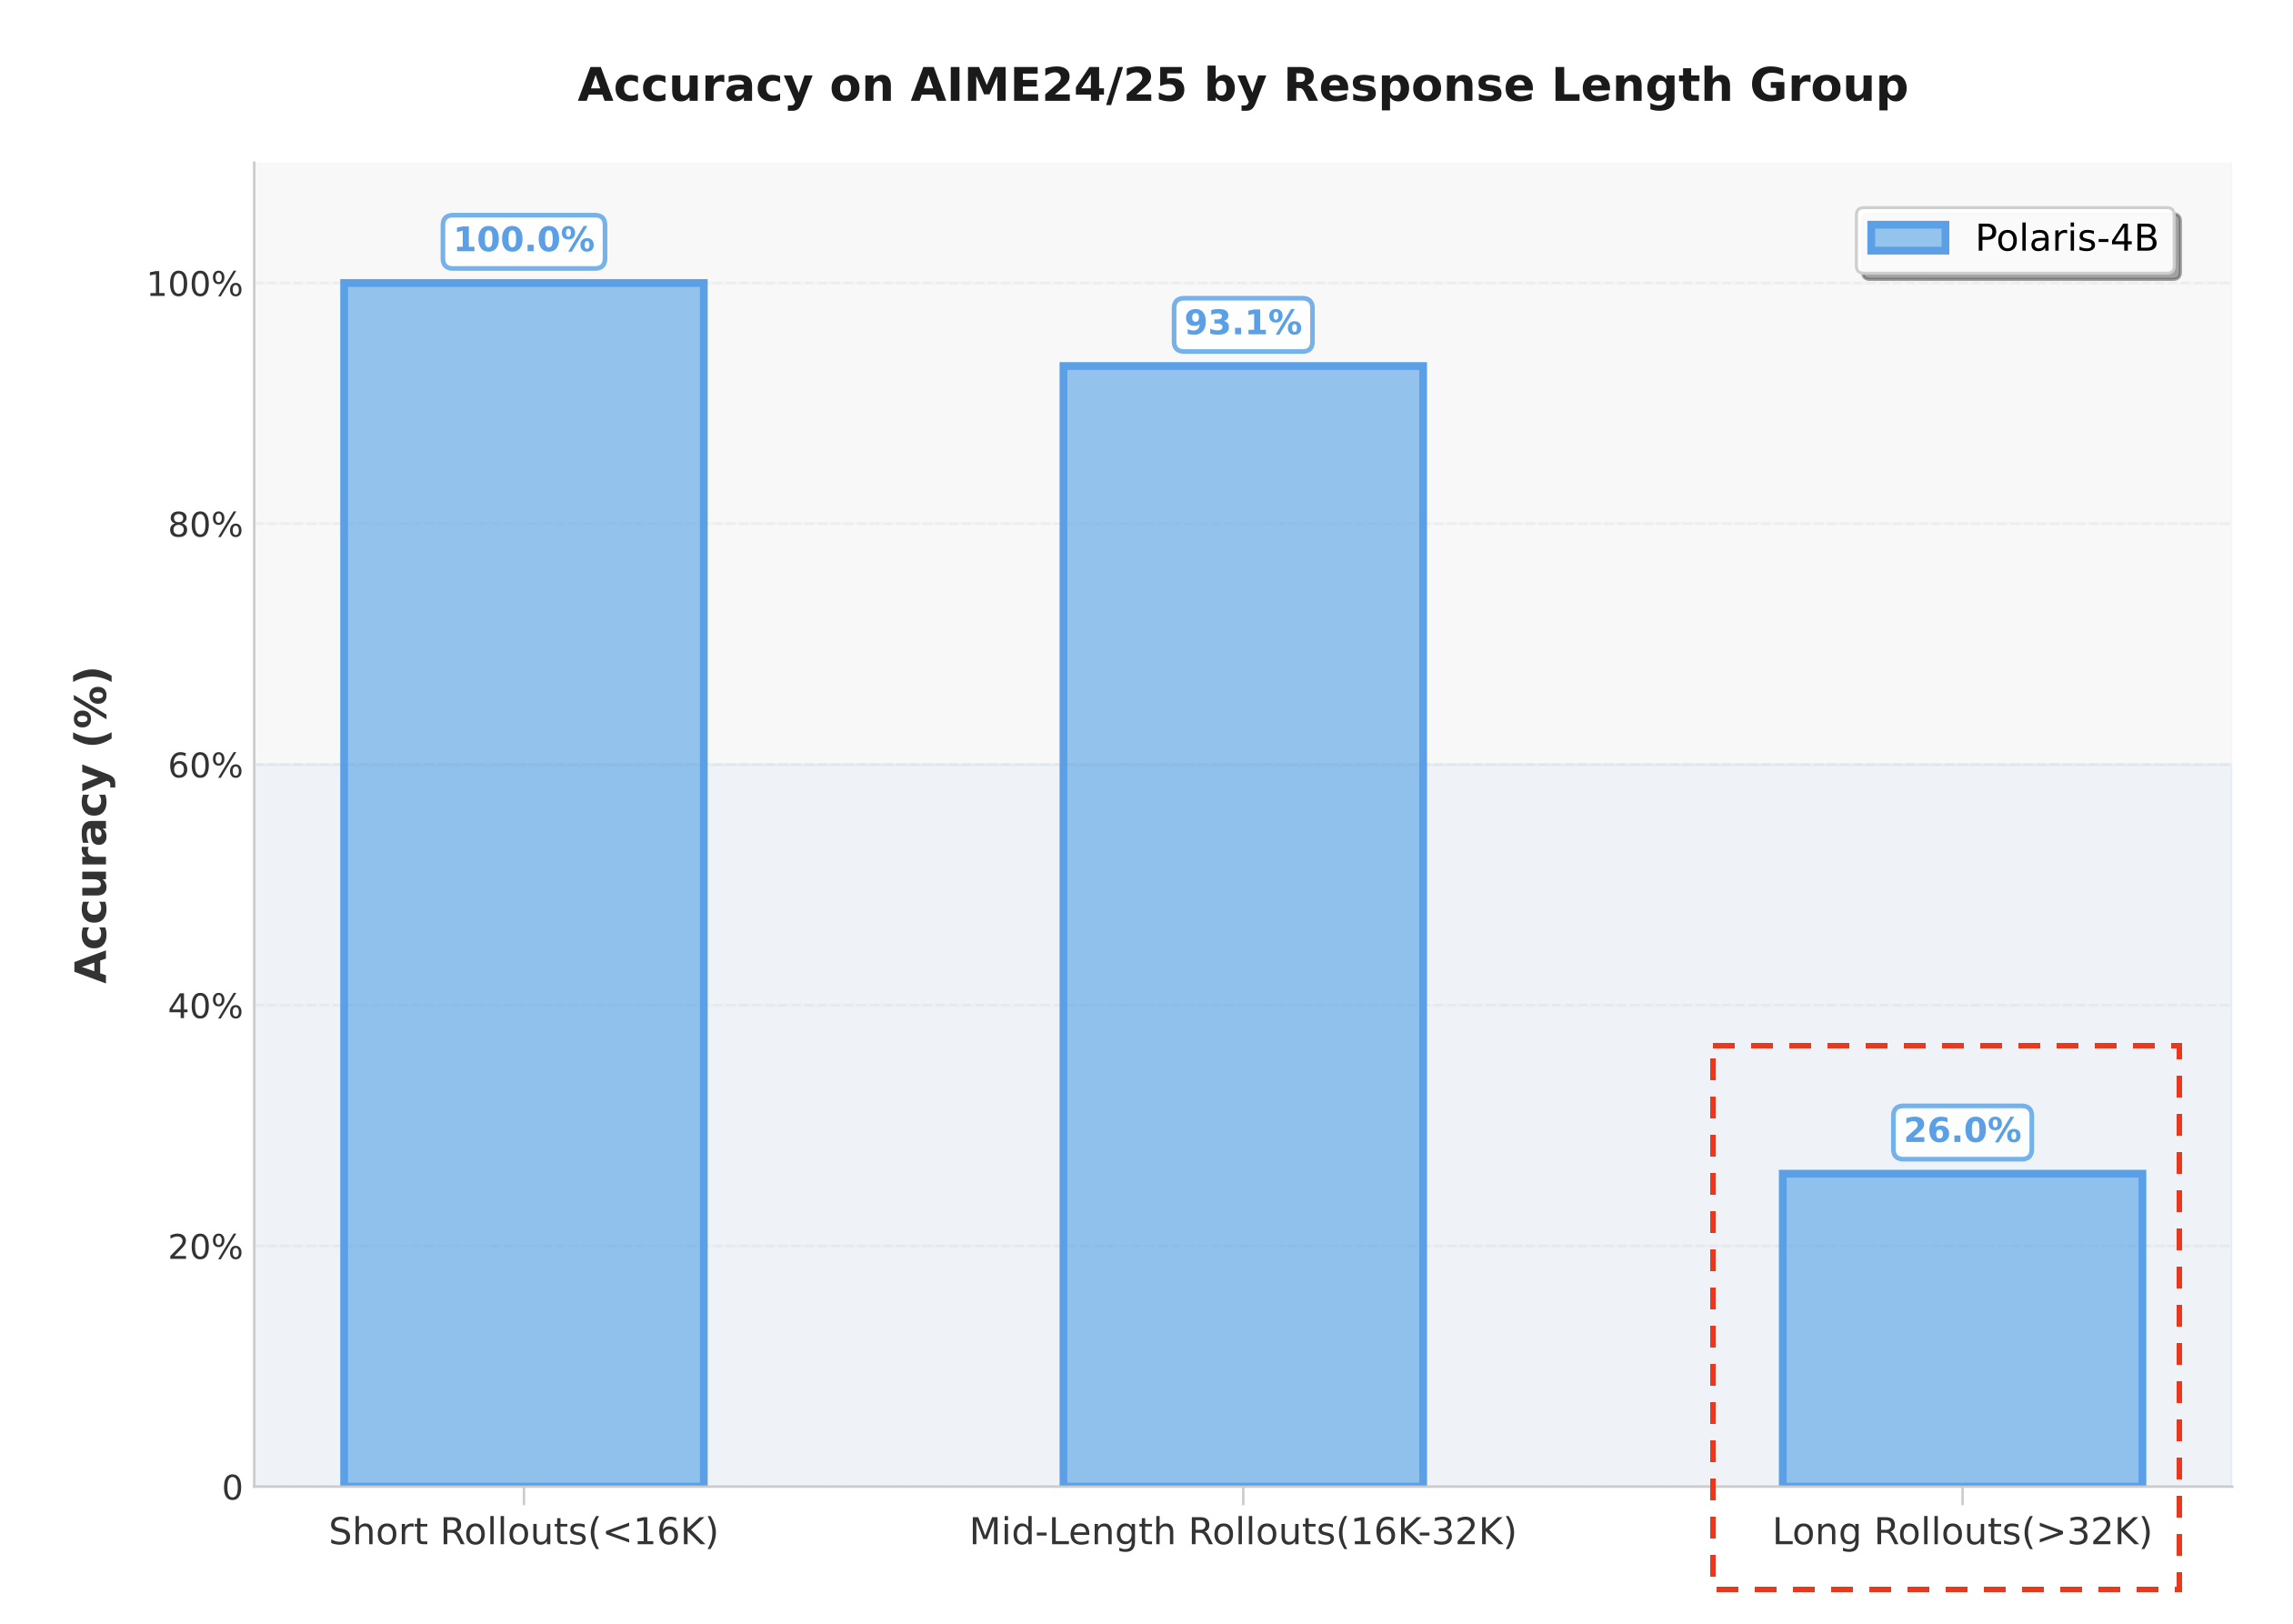 Accuracy on AIME24/25 by Response Length Group
Polaris-4B
Accuracy (%)
100%
80%
60%
40%
20%
0
100.0%
93.1%
26.0%
Short Rollouts(<16K)
Mid-Length Rollouts(16K-32K)
Long Rollouts(>32K)